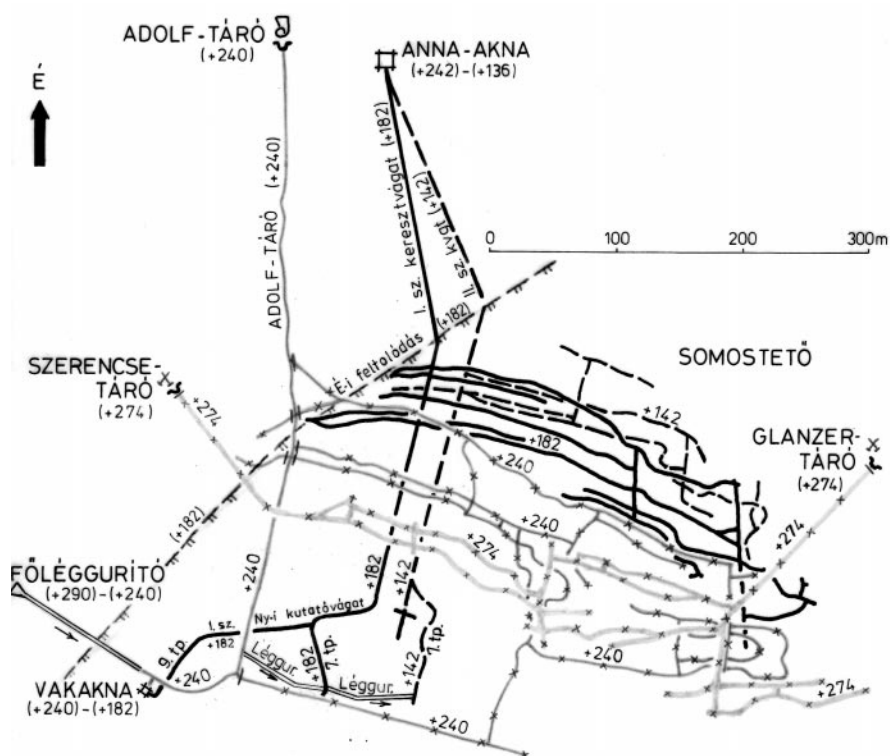 ADOLF-TÁRÓ
(+240)
ANNA-AKNA
(+242)-(+136)
É
ADOLF-TÁRÓ (+240)
I. sz. keresztvágat (+182)
II. sz. kvgt (+142)
0 100 200 300m
(+182)
É-i feltolódás
SOMOSTETŐ
SZERENCSE-
TÁRÓ
(+274)
+274
+142
GLANZER-
TÁRÓ
(+274)
+182
+240
+240
(+182)
+274
+274
FŐLÉGGURÍTÓ
(+290)-(+240)
+240
+182
+142
Ny-i kutatóvágat
I. sz.
+182
9. tp.
+182
7. tp.
+142
7. tp.
Léggur.
Léggur.
+240
+240
VAKAKNA
(+240)-(+182)
+240
+274